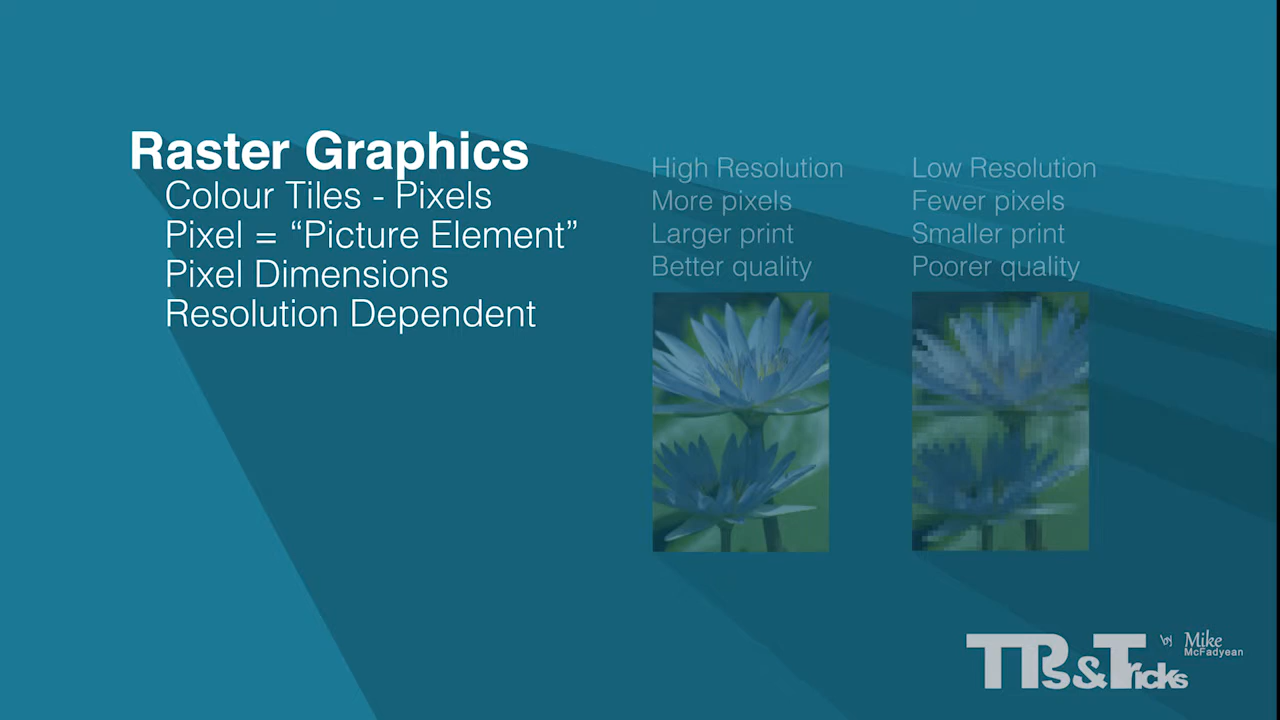 Raster Graphics
Colour Tiles - Pixels
Pixel = “Picture Element”
Pixel Dimensions
Resolution Dependent
High Resolution
More pixels
Larger print
Better quality
Low Resolution
Fewer pixels
Smaller print
Poorer quality
TIPs & Tricks
by Mike
McFadyean